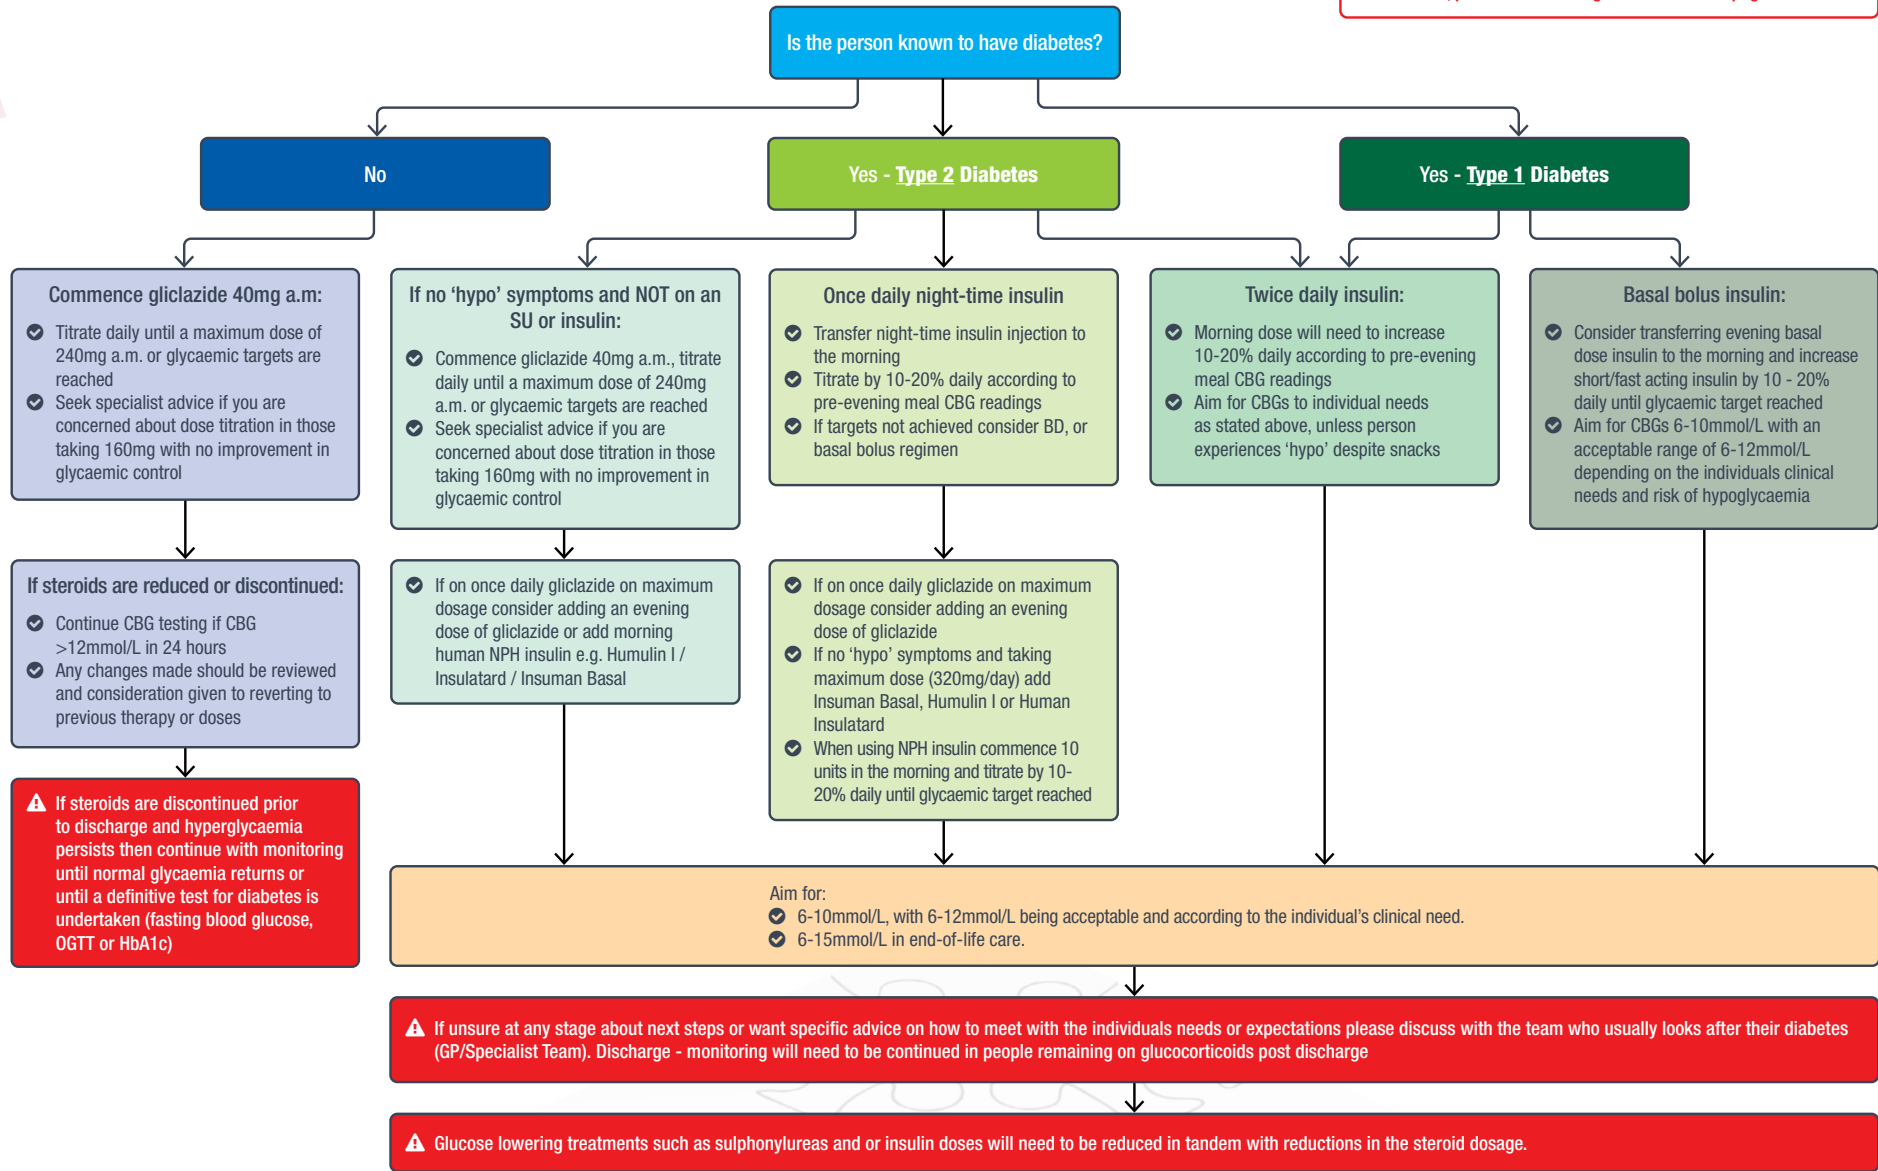 Is the person known to have diabetes?
No
Yes - Type 2 Diabetes
Yes - Type 1 Diabetes
Commence gliclazide 40mg a.m:
Titrate daily until a maximum dose of
240mg a.m. or glycaemic targets are
reached
Seek specialist advice if you are
concerned about dose titration in those
taking 160mg with no improvement in
glycaemic control
If no ‘hypo’ symptoms and NOT on an
SU or insulin:
Commence gliclazide 40mg a.m., titrate
daily until a maximum dose of 240mg
a.m. or glycaemic targets are reached
Seek specialist advice if you are
concerned about dose titration in those
taking 160mg with no improvement in
glycaemic control
Once daily night-time insulin
Transfer night-time insulin injection to
the morning
Titrate by 10-20% daily according to
pre-evening meal CBG readings
If targets not achieved consider BD, or
basal bolus regimen
Twice daily insulin:
Morning dose will need to increase
10-20% daily according to pre-evening
meal CBG readings
Aim for CBGs to individual needs
as stated above, unless person
experiences ‘hypo’ despite snacks
Basal bolus insulin:
Consider transferring evening basal
dose insulin to the morning and increase
short/fast acting insulin by 10 - 20%
daily until glycaemic target reached
Aim for CBGs 6-10mmol/L with an
acceptable range of 6-12mmol/L
depending on the individuals clinical
needs and risk of hypoglycaemia
If steroids are reduced or discontinued:
Continue CBG testing if CBG
>12mmol/L in 24 hours
Any changes made should be reviewed
and consideration given to reverting to
previous therapy or doses
If on once daily gliclazide on maximum
dosage consider adding an evening
dose of gliclazide or add morning
human NPH insulin e.g. Humulin I /
Insulatard / Insuman Basal
If on once daily gliclazide on maximum
dosage consider adding an evening
dose of gliclazide
If no ‘hypo’ symptoms and taking
maximum dose (320mg/day) add
Insuman Basal, Humulin I or Human
Insulatard
When using NPH insulin commence 10
units in the morning and titrate by 10-
20% daily until glycaemic target reached
If steroids are discontinued prior
to discharge and hyperglycaemia
persists then continue with monitoring
until normal glycaemia returns or
until a definitive test for diabetes is
undertaken (fasting blood glucose,
OGTT or HbA1c)
Aim for:
6-10mmol/L, with 6-12mmol/L being acceptable and according to the individual’s clinical need.
6-15mmol/L in end-of-life care.
If unsure at any stage about next steps or want specific advice on how to meet with the individuals needs or expectations please discuss with the team who usually looks after their diabetes
(GP/Specialist Team). Discharge - monitoring will need to be continued in people remaining on glucocorticoids post discharge
Glucose lowering treatments such as sulphonylureas and or insulin doses will need to be reduced in tandem with reductions in the steroid dosage.